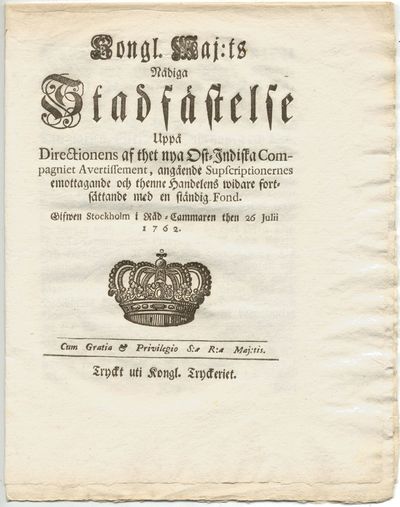 Kongl. Maj:ts
Nådiga
Stadfästelse
Uppå
Directionens af thet nya Ost-Indiska Com-
pagniet Avertissement, angående Supscriptionernes
emottagande och thenne Handelens widare fort-
sättande med en ständig Fond.
Gifwen Stockholm i Råd-Cammaren then 26 Julii
1762.
Cum Gratia & Privilegio S:æ R:æ Maj:tis.
Tryckt uti Kongl. Tryckeriet.